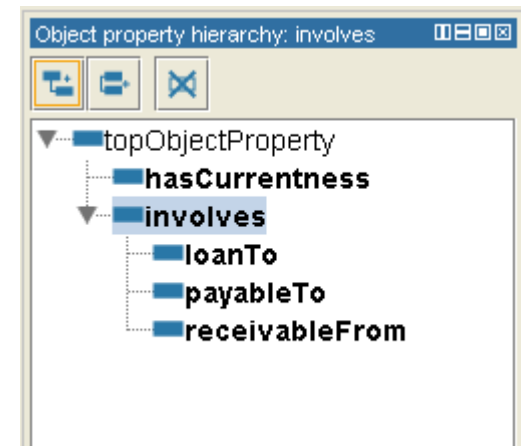 Object property hierarchy: involves
topObjectProperty
hasCurrentness
involves
loanTo
payableTo
receivableFrom